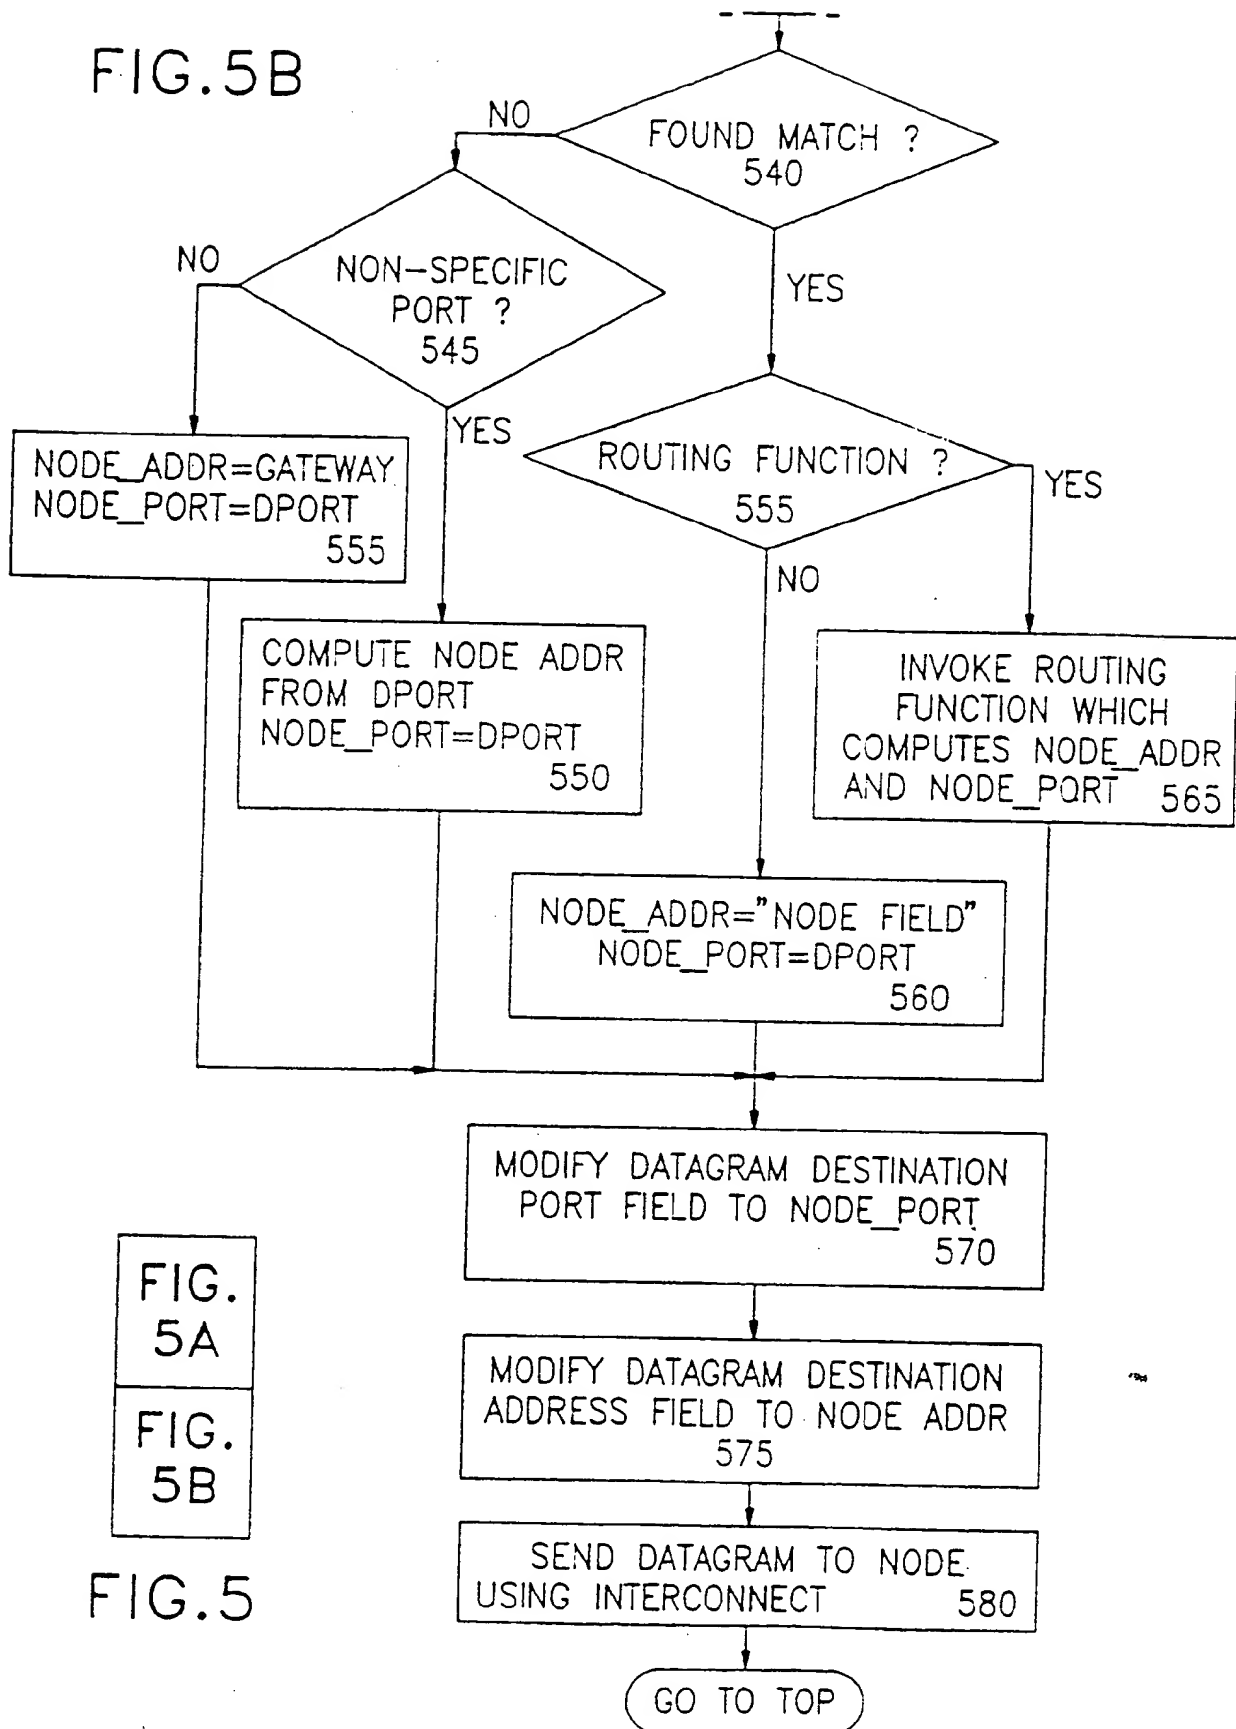 FIG.5B
FOUND MATCH ?
540
NO
YES
NON-SPECIFIC
PORT ?
545
NO
YES
ROUTING FUNCTION ?
555
YES
NO
NODE_ADDR=GATEWAY
NODE_PORT=DPORT
555
COMPUTE NODE ADDR
FROM DPORT
NODE_PORT=DPORT
550
INVOKE ROUTING
FUNCTION WHICH
COMPUTES NODE_ADDR
AND NODE_PORT 565
NODE_ADDR="NODE FIELD"
NODE_PORT=DPORT
560
MODIFY DATAGRAM DESTINATION
PORT FIELD TO NODE_PORT
570
MODIFY DATAGRAM DESTINATION
ADDRESS FIELD TO NODE ADDR
575
SEND DATAGRAM TO NODE
USING INTERCONNECT 580
GO TO TOP
FIG.
5A
FIG.
5B
FIG.5